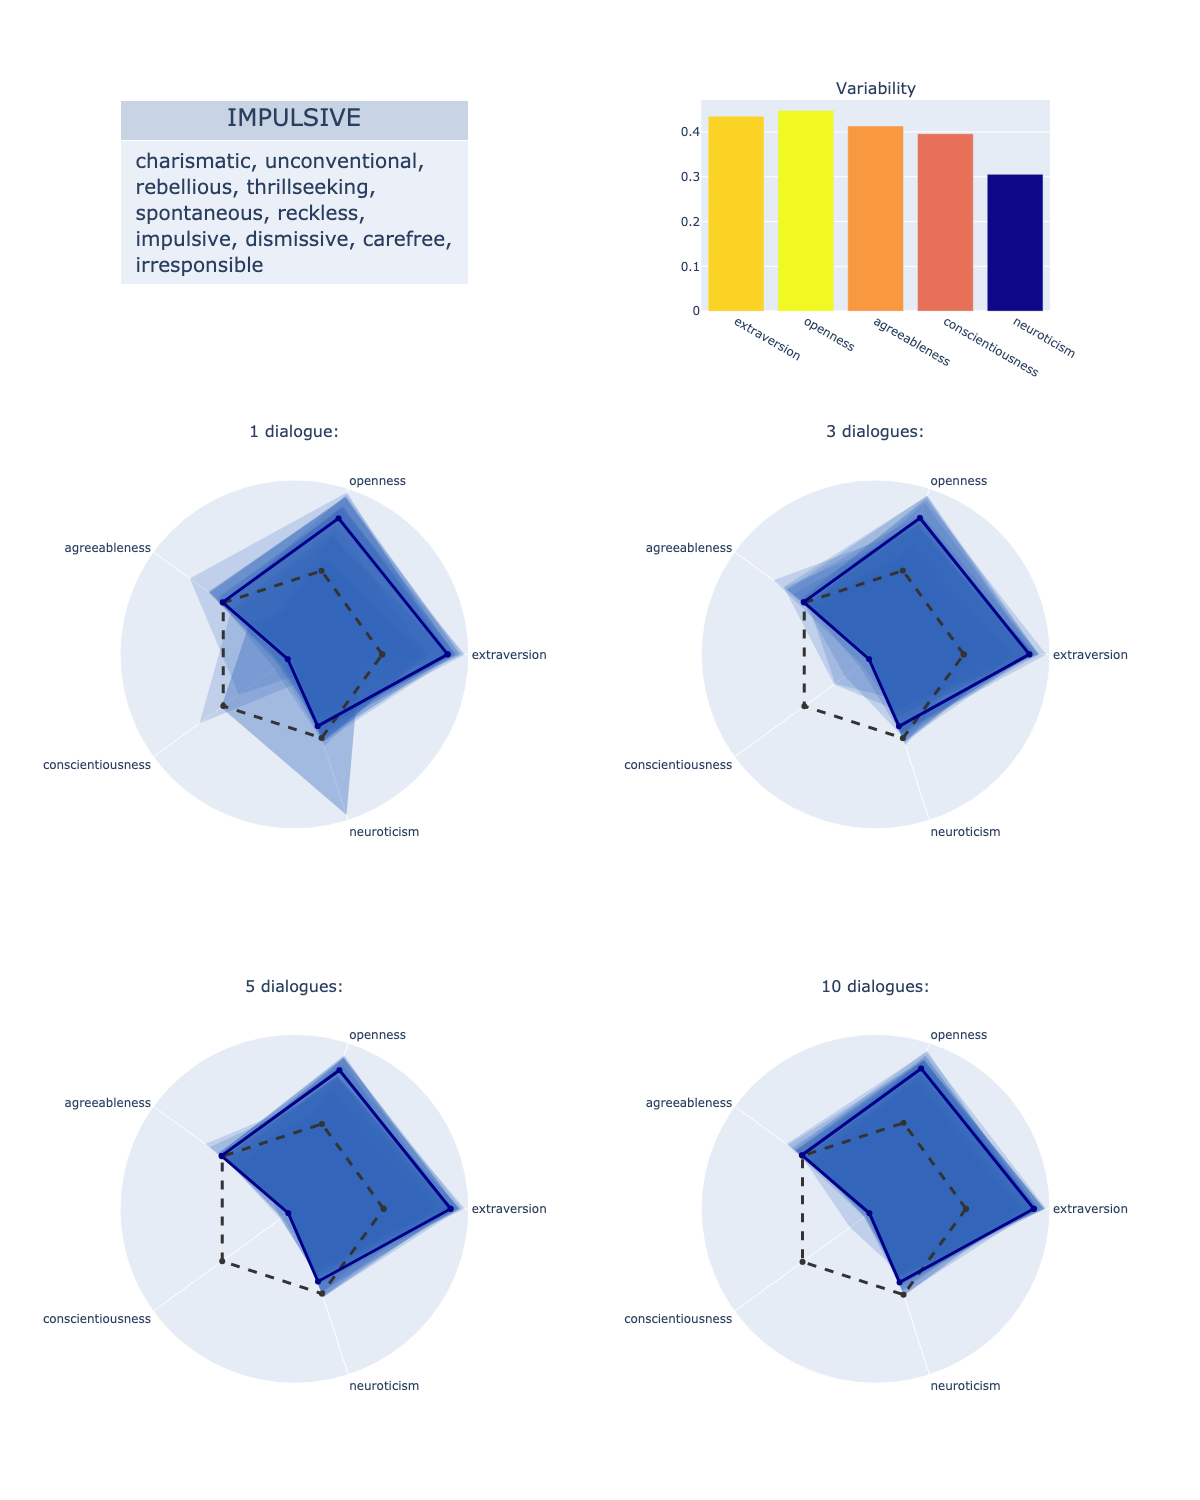 IMPULSIVE
charismatic, unconventional,
rebellious, thrillseeking,
spontaneous, reckless,
impulsive, dismissive, carefree,
irresponsible
Variability
0.4
0.3
0.2
0.1
0
extraversion
openness
agreeableness
conscientiousness
neuroticism
1 dialogue:
openness
agreeableness
extraversion
conscientiousness
neuroticism
3 dialogues:
openness
agreeableness
extraversion
conscientiousness
neuroticism
5 dialogues:
openness
agreeableness
extraversion
conscientiousness
neuroticism
10 dialogues:
openness
agreeableness
extraversion
conscientiousness
neuroticism